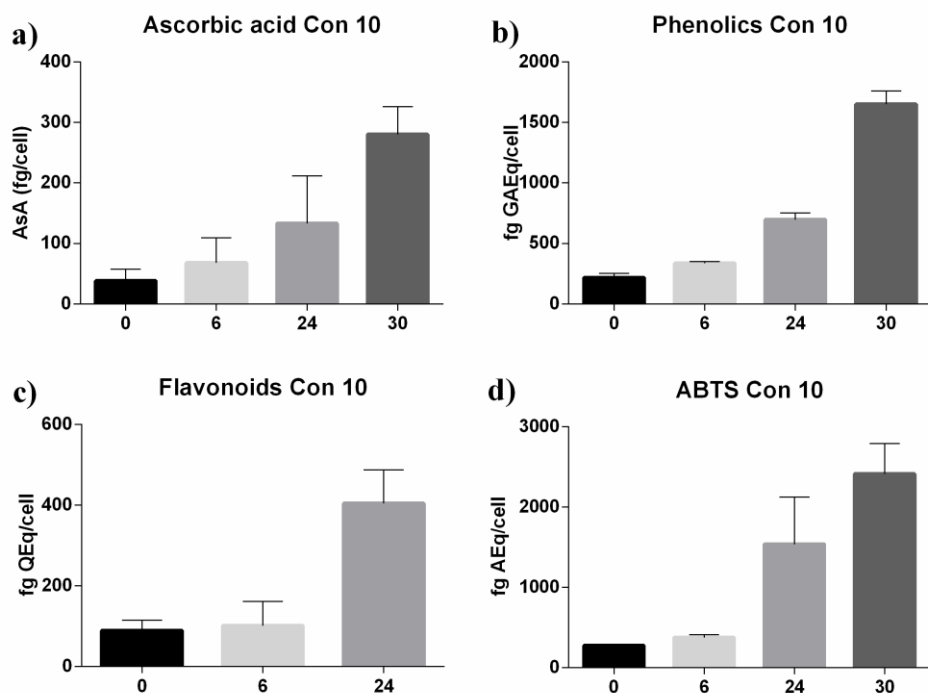 a)
Ascorbic acid Con 10
AsA (fg/cell)
400
300
200
100
0
0 6 24 30
b)
Phenolics Con 10
fg GAEq/cell
2000
1500
1000
500
0
0 6 24 30
c)
Flavonoids Con 10
fg QEq/cell
600
400
200
0
0 6 24
d)
ABTS Con 10
fg AEq/cell
3000
2000
1000
0
0 6 24 30